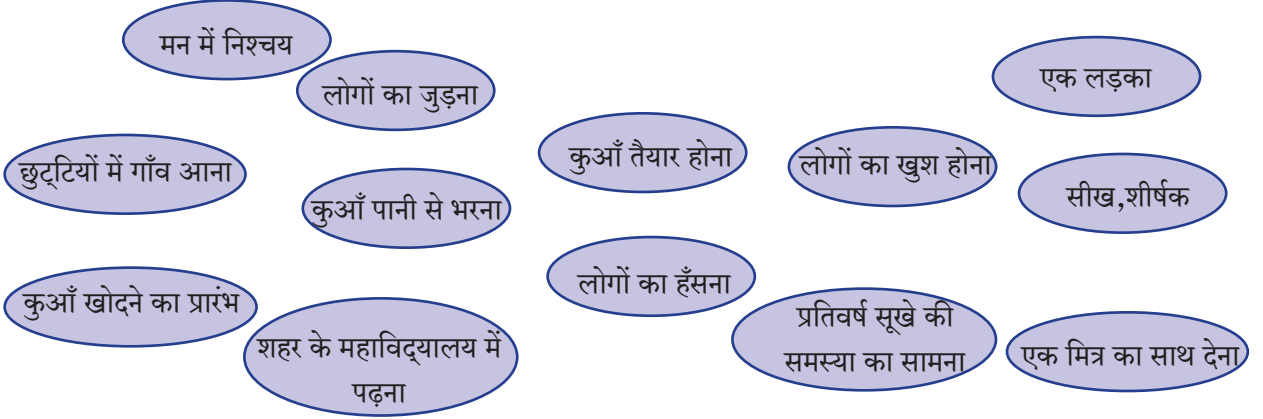 मन में निश्चय
लोगों का जुड़ना
एक लड़का
छुट्‌टियों में गाँव आना
कुआँ तैयार होना
लोगों का खुश होना
कुआँ पानी से भरना
सीख,शीर्षक
कुआँ खोदने का प्रारंभ
लोगों का हँसना
शहर के महाविद्‌यालय में
पढ़ना
प्रतिवर्ष सूखे की
समस्या का सामना
एक मित्र का साथ देना